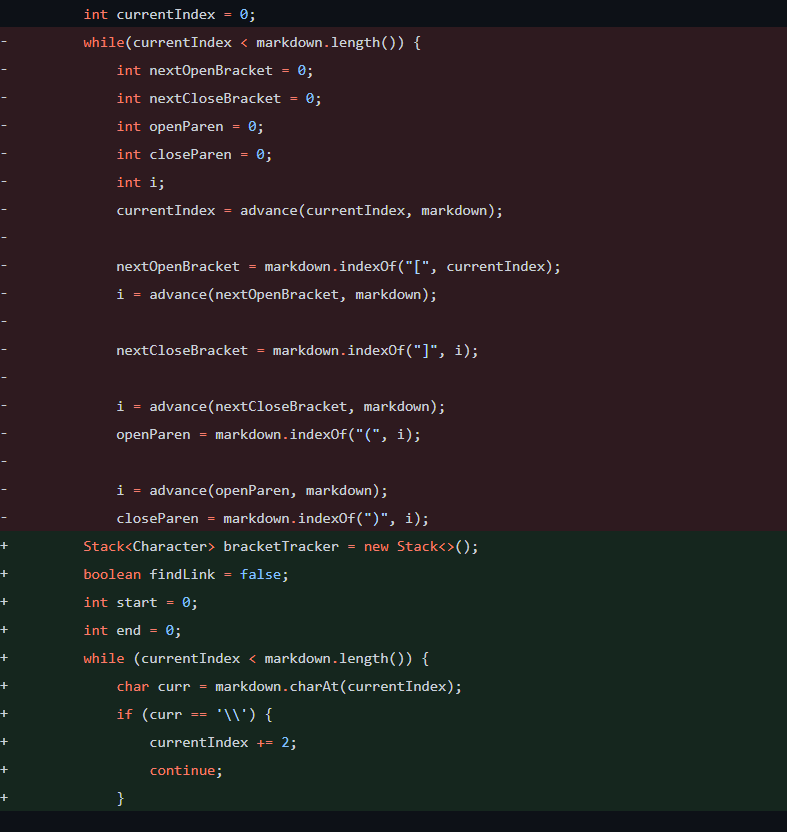 int currentIndex = 0;
- while(currentIndex < markdown.length()) {
- int nextOpenBracket = 0;
- int nextCloseBracket = 0;
- int openParen = 0;
- int closeParen = 0;
- int i;
- currentIndex = advance(currentIndex, markdown);
-
- nextOpenBracket = markdown.indexOf("[", currentIndex);
- i = advance(nextOpenBracket, markdown);
-
- nextCloseBracket = markdown.indexOf("]", i);
-
- i = advance(nextCloseBracket, markdown);
- openParen = markdown.indexOf("(", i);
-
- i = advance(openParen, markdown);
- closeParen = markdown.indexOf(")", i);
+ Stack<Character> bracketTracker = new Stack<>();
+ boolean findLink = false;
+ int start = 0;
+ int end = 0;
+ while (currentIndex < markdown.length()) {
+ char curr = markdown.charAt(currentIndex);
+ if (curr == '\\') {
+ currentIndex += 2;
+ continue;
+ }